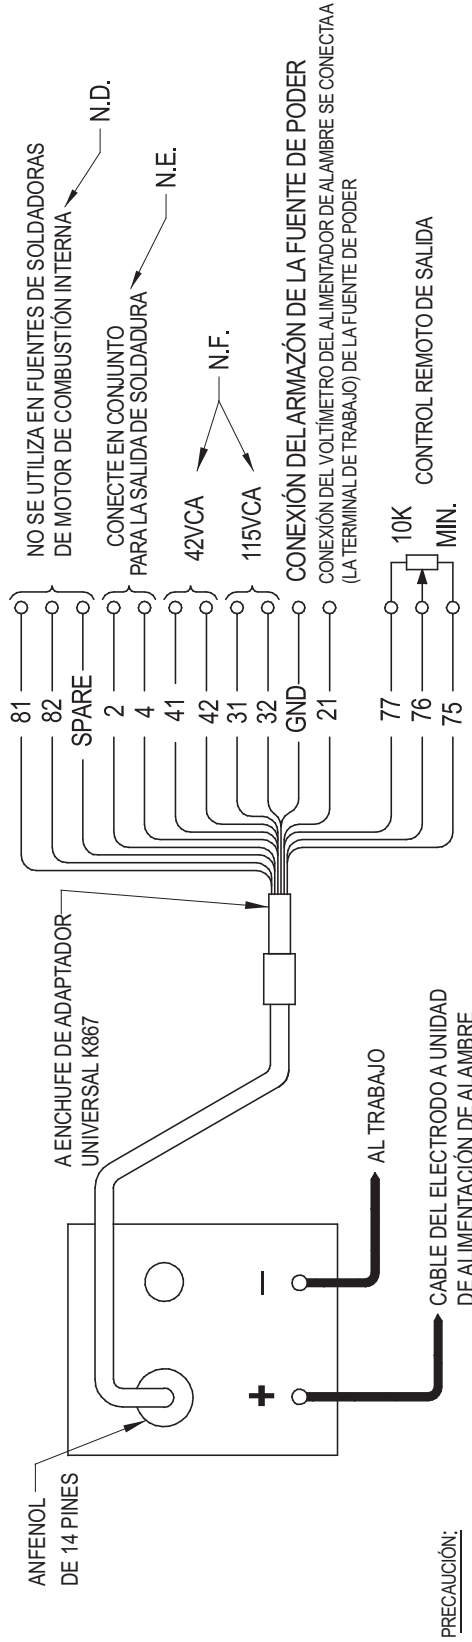 ANFENOL
DE 14 PINES
A ENCHUFE DE ADAPTADOR
UNIVERSAL K867
+
–
AL TRABAJO
CABLE DEL ELECTRODO A UNIDAD
DE ALIMENTACIÓN DE ALAMBRE
81
82
SPARE
2
4
41
42
31
32
GND
21
77
76
75
NO SE UTILIZA EN FUENTES DE SOLDADORAS
DE MOTOR DE COMBUSTIÓN INTERNA
N.D.
CONECTE EN CONJUNTO
PARA LA SALIDA DE SOLDADURA
N.E.
42VCA
115VCA
N.F.
CONEXIÓN DEL ARMAZÓN DE LA FUENTE DE PODER
CONEXIÓN DEL VOLTÍMETRO DEL ALIMENTADOR DE ALAMBRE SE CONECTA A
(LA TERMINAL DE TRABAJO) DE LA FUENTE DE PODER
10K
MIN.
CONTROL REMOTO DE SALIDA
PRECAUCIÓN: